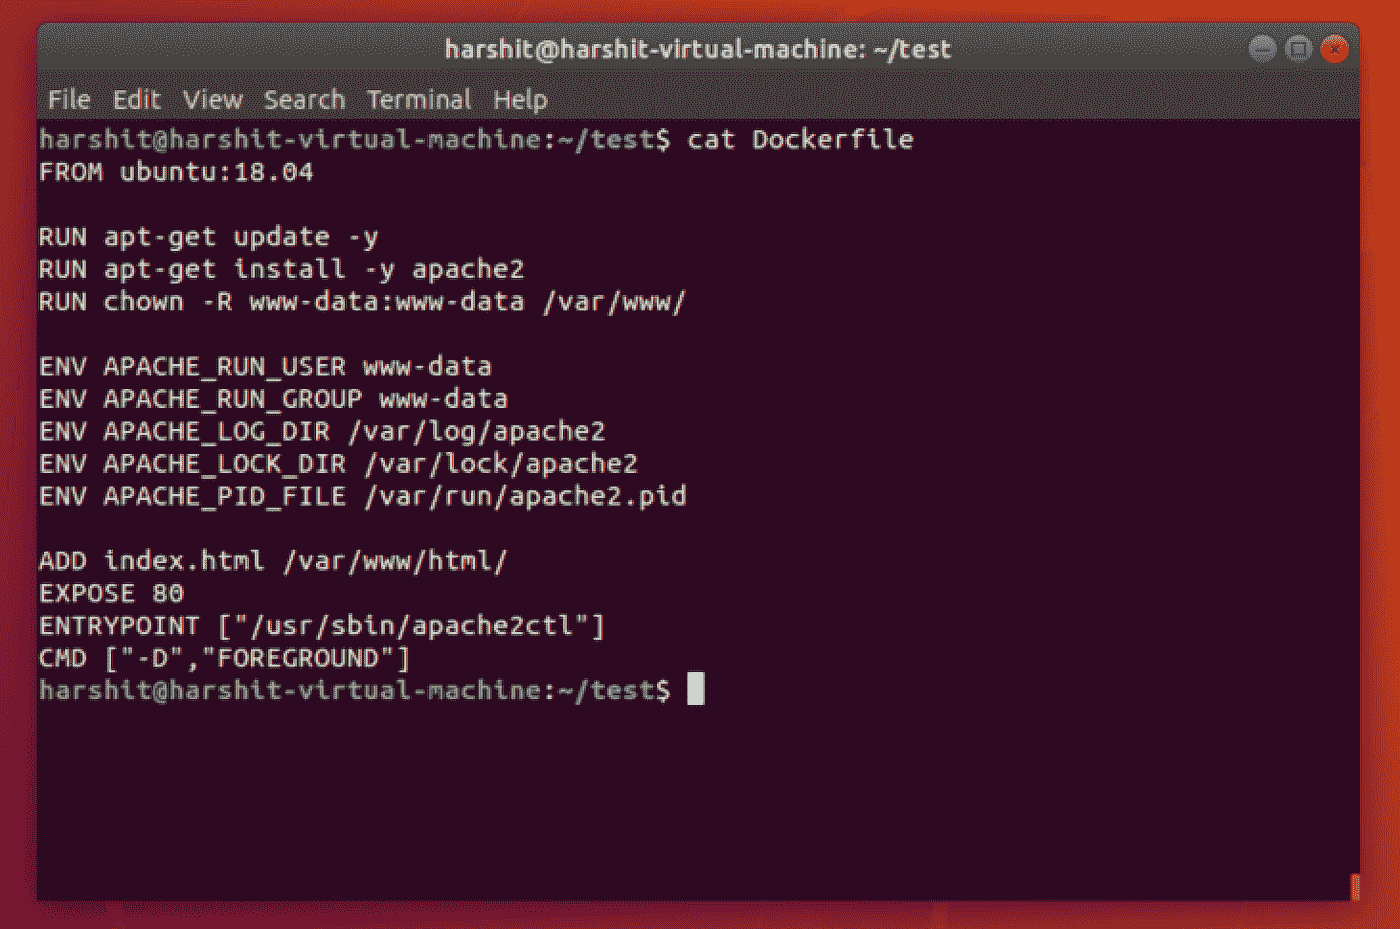 harshit@harshit-virtual-machine: ~/test
File Edit View Search Terminal Help
harshit@harshit-virtual-machine:~/test$ cat Dockerfile
FROM ubuntu:18.04
RUN apt-get update -y
RUN apt-get install -y apache2
RUN chown -R www-data:www-data /var/www/
ENV APACHE_RUN_USER www-data
ENV APACHE_RUN_GROUP www-data
ENV APACHE_LOG_DIR /var/log/apache2
ENV APACHE_LOCK_DIR /var/lock/apache2
ENV APACHE_PID_FILE /var/run/apache2.pid
ADD index.html /var/www/html/
EXPOSE 80
ENTRYPOINT ["/usr/sbin/apache2ctl"]
CMD ["-D","FOREGROUND"]
harshit@harshit-virtual-machine:~/test$